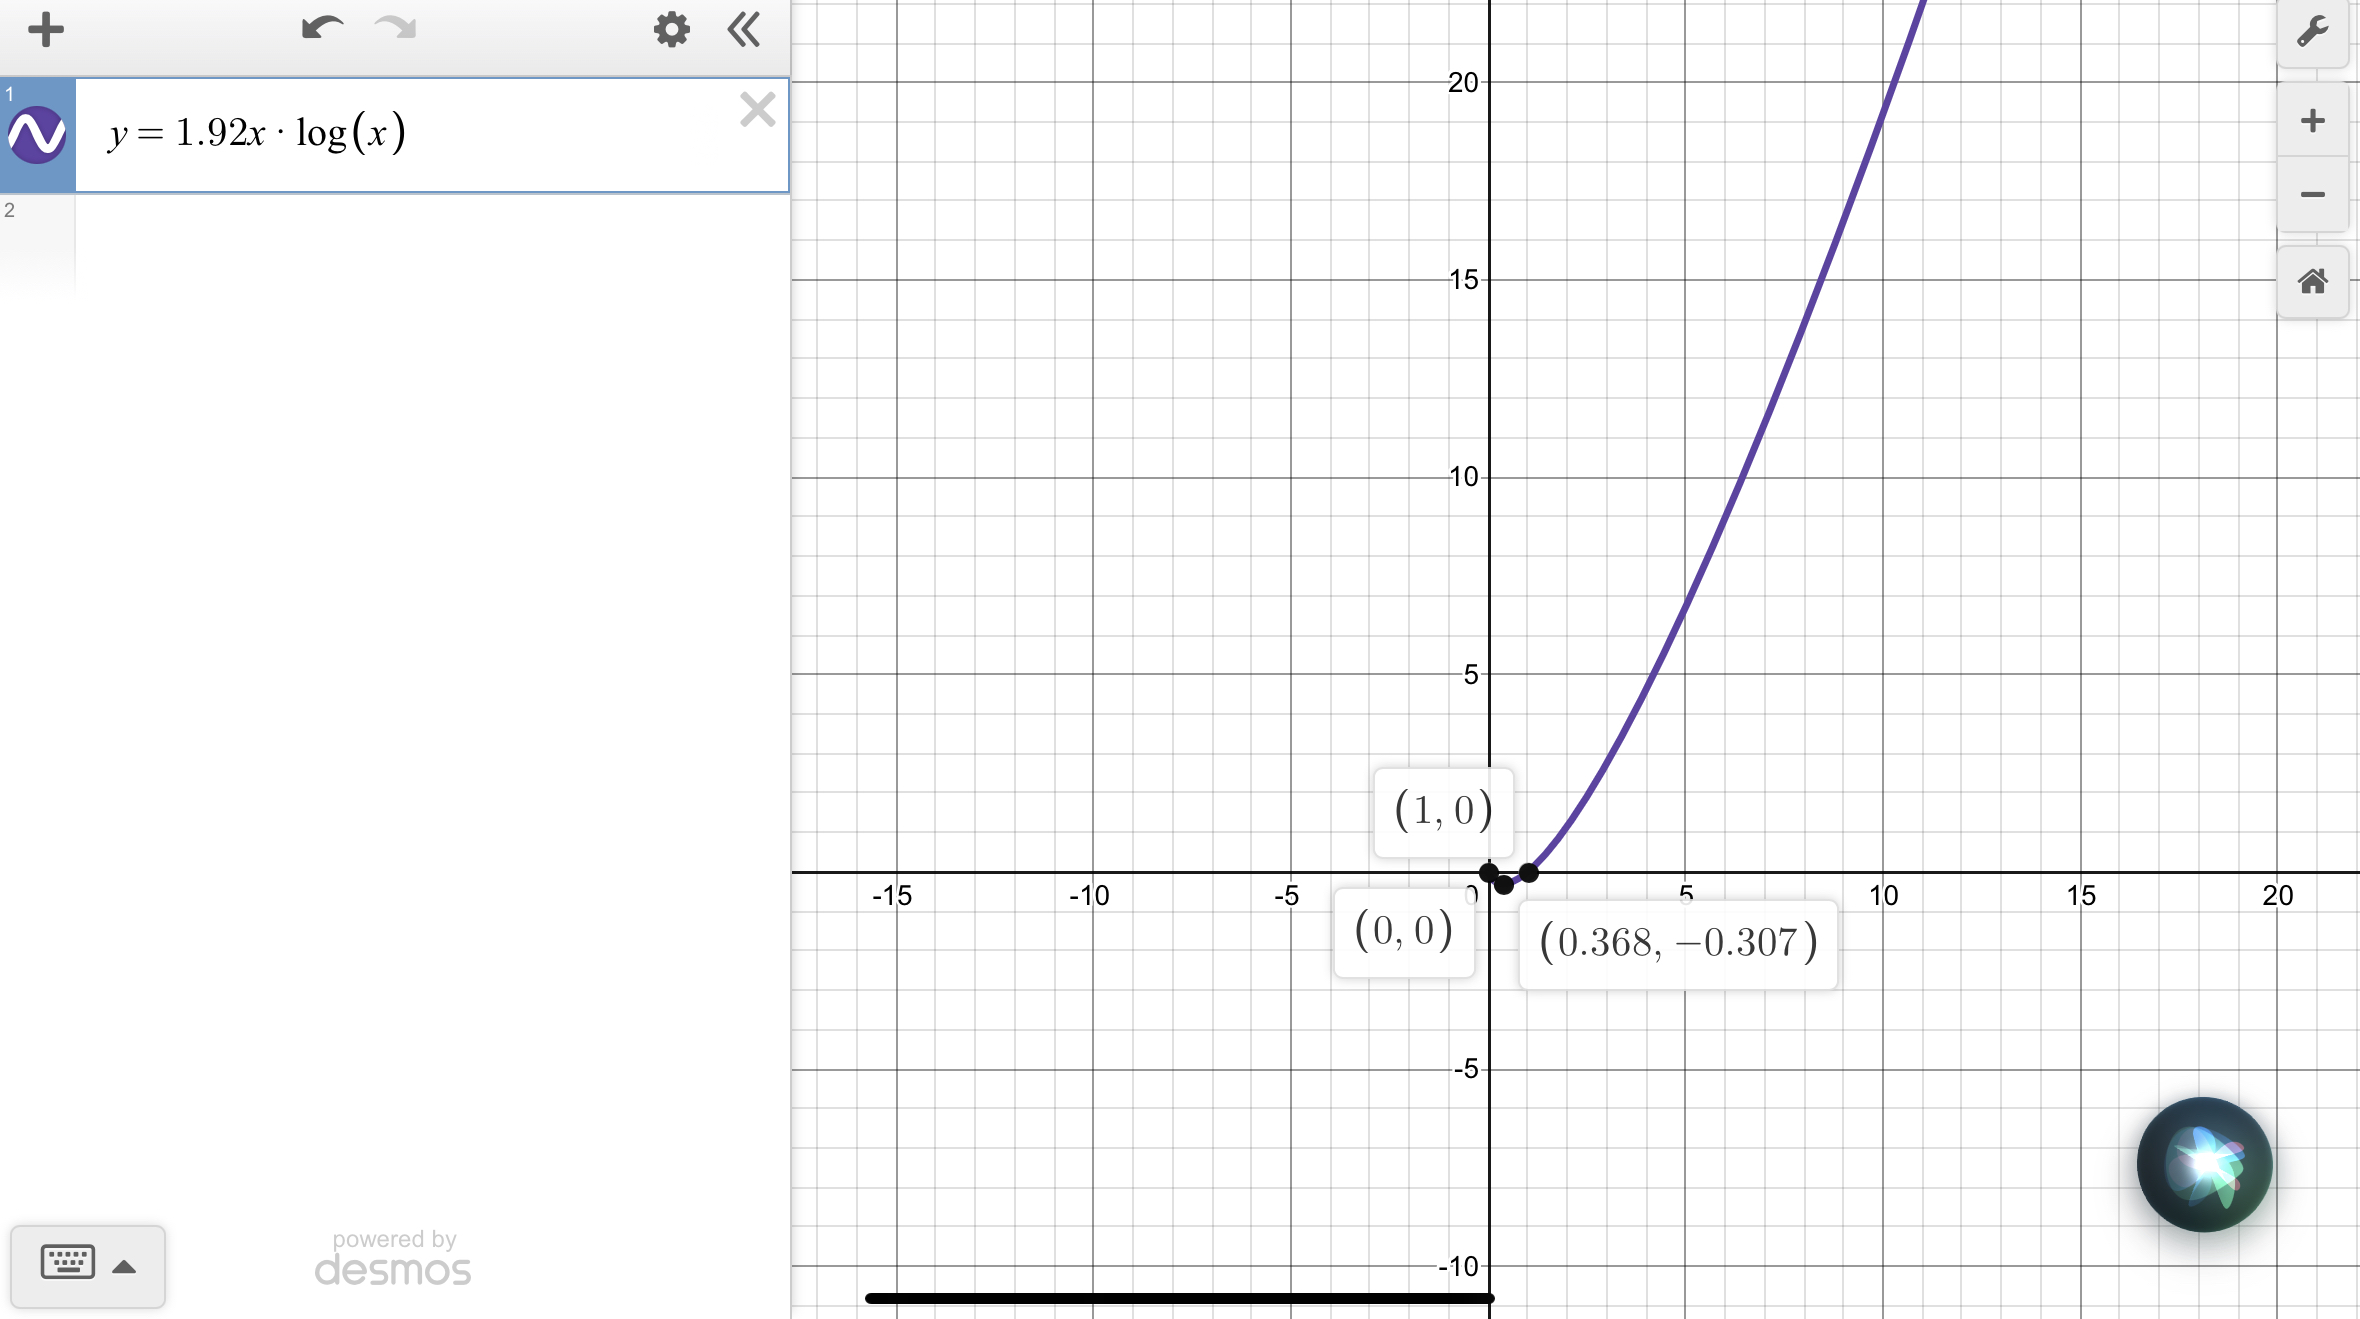 1
y = 1.92x · log(x)
2
20
15
10
5
(1, 0)
-15 -10 -5 0 5 10 15 20
(0, 0)
(0.368, −0.307)
-5
-10
powered by
desmos